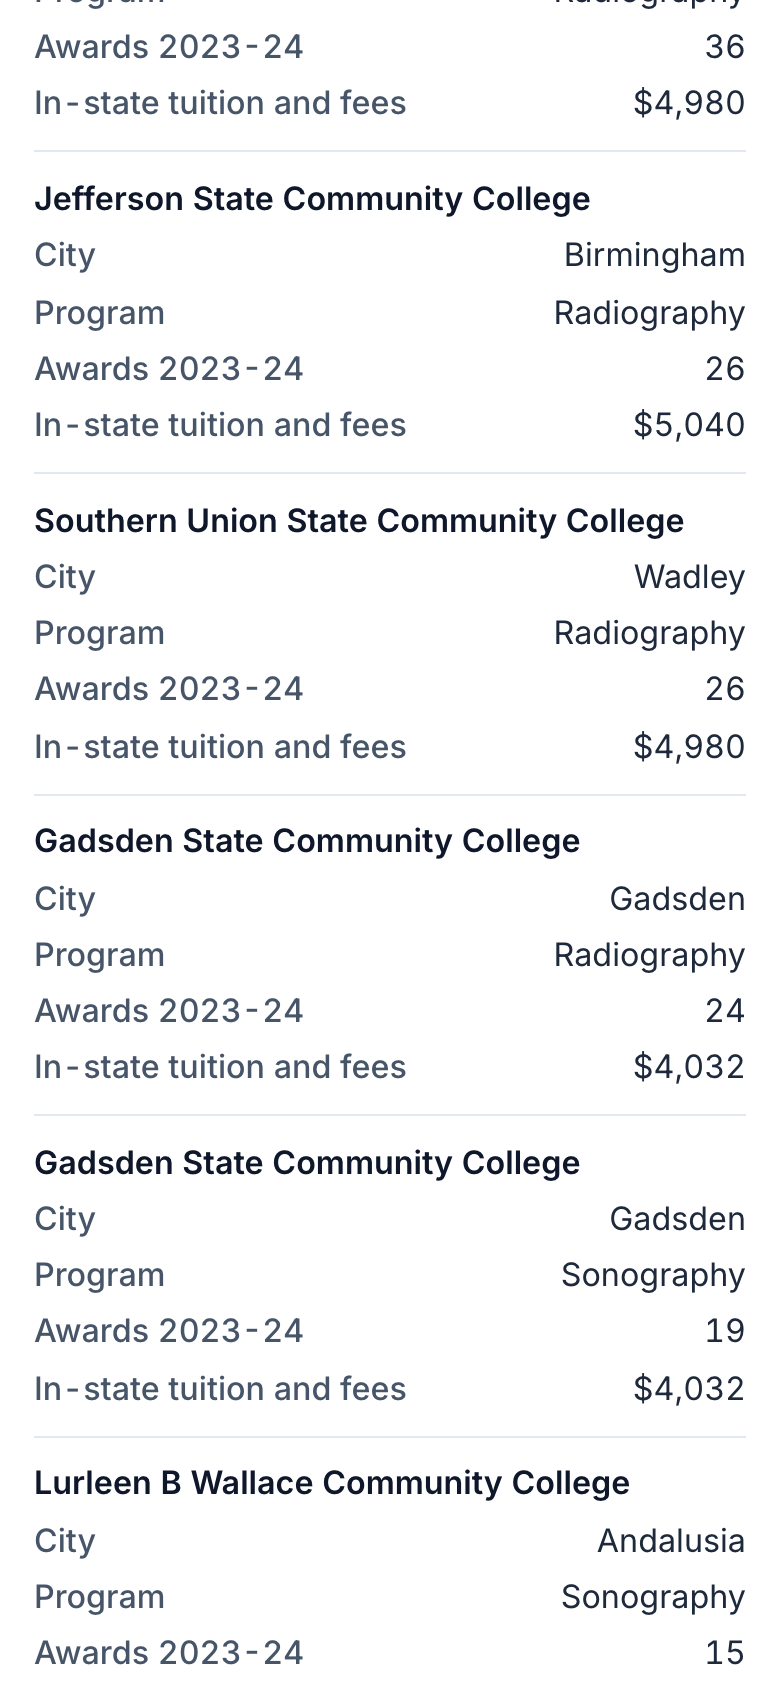 Program Radiography
Awards 2023-24 36
In-state tuition and fees $4,980
Jefferson State Community College
City Birmingham
Program Radiography
Awards 2023-24 26
In-state tuition and fees $5,040
Southern Union State Community College
City Wadley
Program Radiography
Awards 2023-24 26
In-state tuition and fees $4,980
Gadsden State Community College
City Gadsden
Program Radiography
Awards 2023-24 24
In-state tuition and fees $4,032
Gadsden State Community College
City Gadsden
Program Sonography
Awards 2023-24 19
In-state tuition and fees $4,032
Lurleen B Wallace Community College
City Andalusia
Program Sonography
Awards 2023-24 15